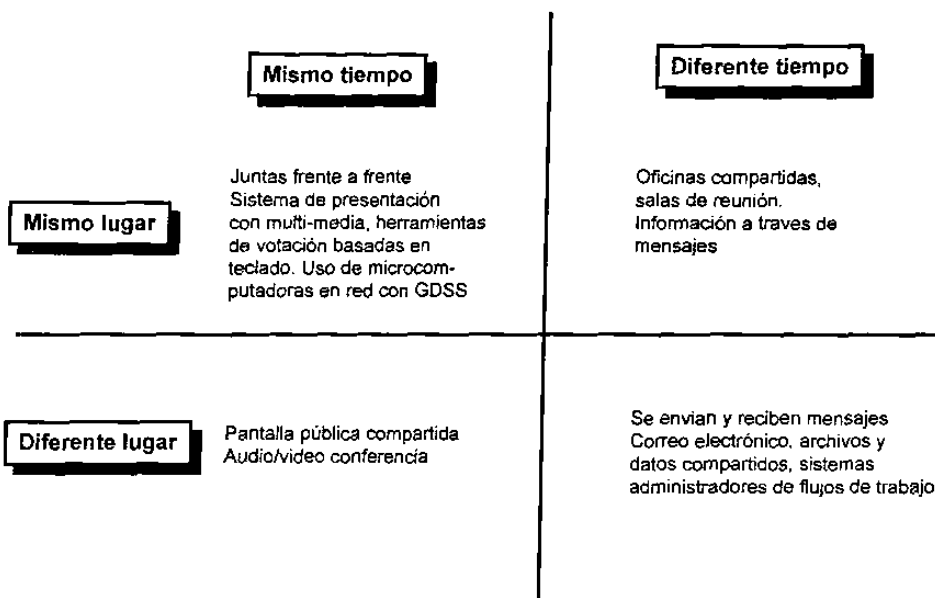 Mismo tiempo
Diferente tiempo
Mismo lugar
Juntas frente a frente
Sistema de presentación
con multi-media, herramientas
de votación basadas en
teclado. Uso de microcom-
putadoras en red con GDSS
Oficinas compartidas,
salas de reunión.
Información a traves de
mensajes
Diferente lugar
Pantalla pública compartida
Audio/video conferencia
Se envian y reciben mensajes
Correo electrónico, archivos y
datos compartidos, sistemas
administradores de flujos de trabajo